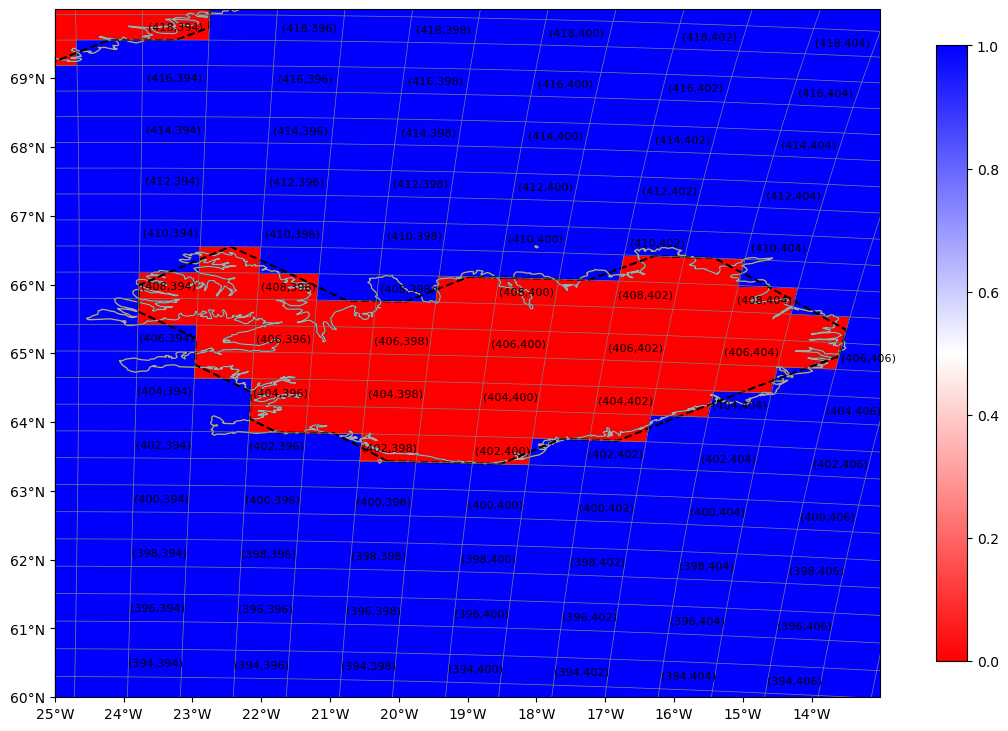 (418,394) (418,396) (418,398) (418,400) (418,402) (418,404)
1.0
69°N (416,394) (416,396) (416,398) (416,400) (416,402) (416,404)
68°N (414,394) (414,396) (414,398) (414,400) (414,402) (414,404)
0.8
67°N (412,394) (412,396) (412,398) (412,400) (412,402) (412,404)
(410,394) (410,396) (410,398) (410,400) (410,402) (410,404)
66°N (408,394) (408,396) (408,398) (408,400) (408,402) (408,404)
0.6
65°N (406,394) (406,396) (406,398) (406,400) (406,402) (406,404) (406,406)
64°N (404,394) (404,396) (404,398) (404,400) (404,402) (404,404) (404,406)
0.4
(402,394) (402,396) (402,398) (402,400) (402,402) (402,404) (402,406)
63°N (400,394) (400,396) (400,398) (400,400) (400,402) (400,404) (400,406)
0.2
62°N (398,394) (398,396) (398,398) (398,400) (398,402) (398,404) (398,406)
61°N (396,394) (396,396) (396,398) (396,400) (396,402) (396,404) (396,406)
(394,394) (394,396) (394,398) (394,400) (394,402) (394,404) (394,406)
0.0
60°N
25°W 24°W 23°W 22°W 21°W 20°W 19°W 18°W 17°W 16°W 15°W 14°W